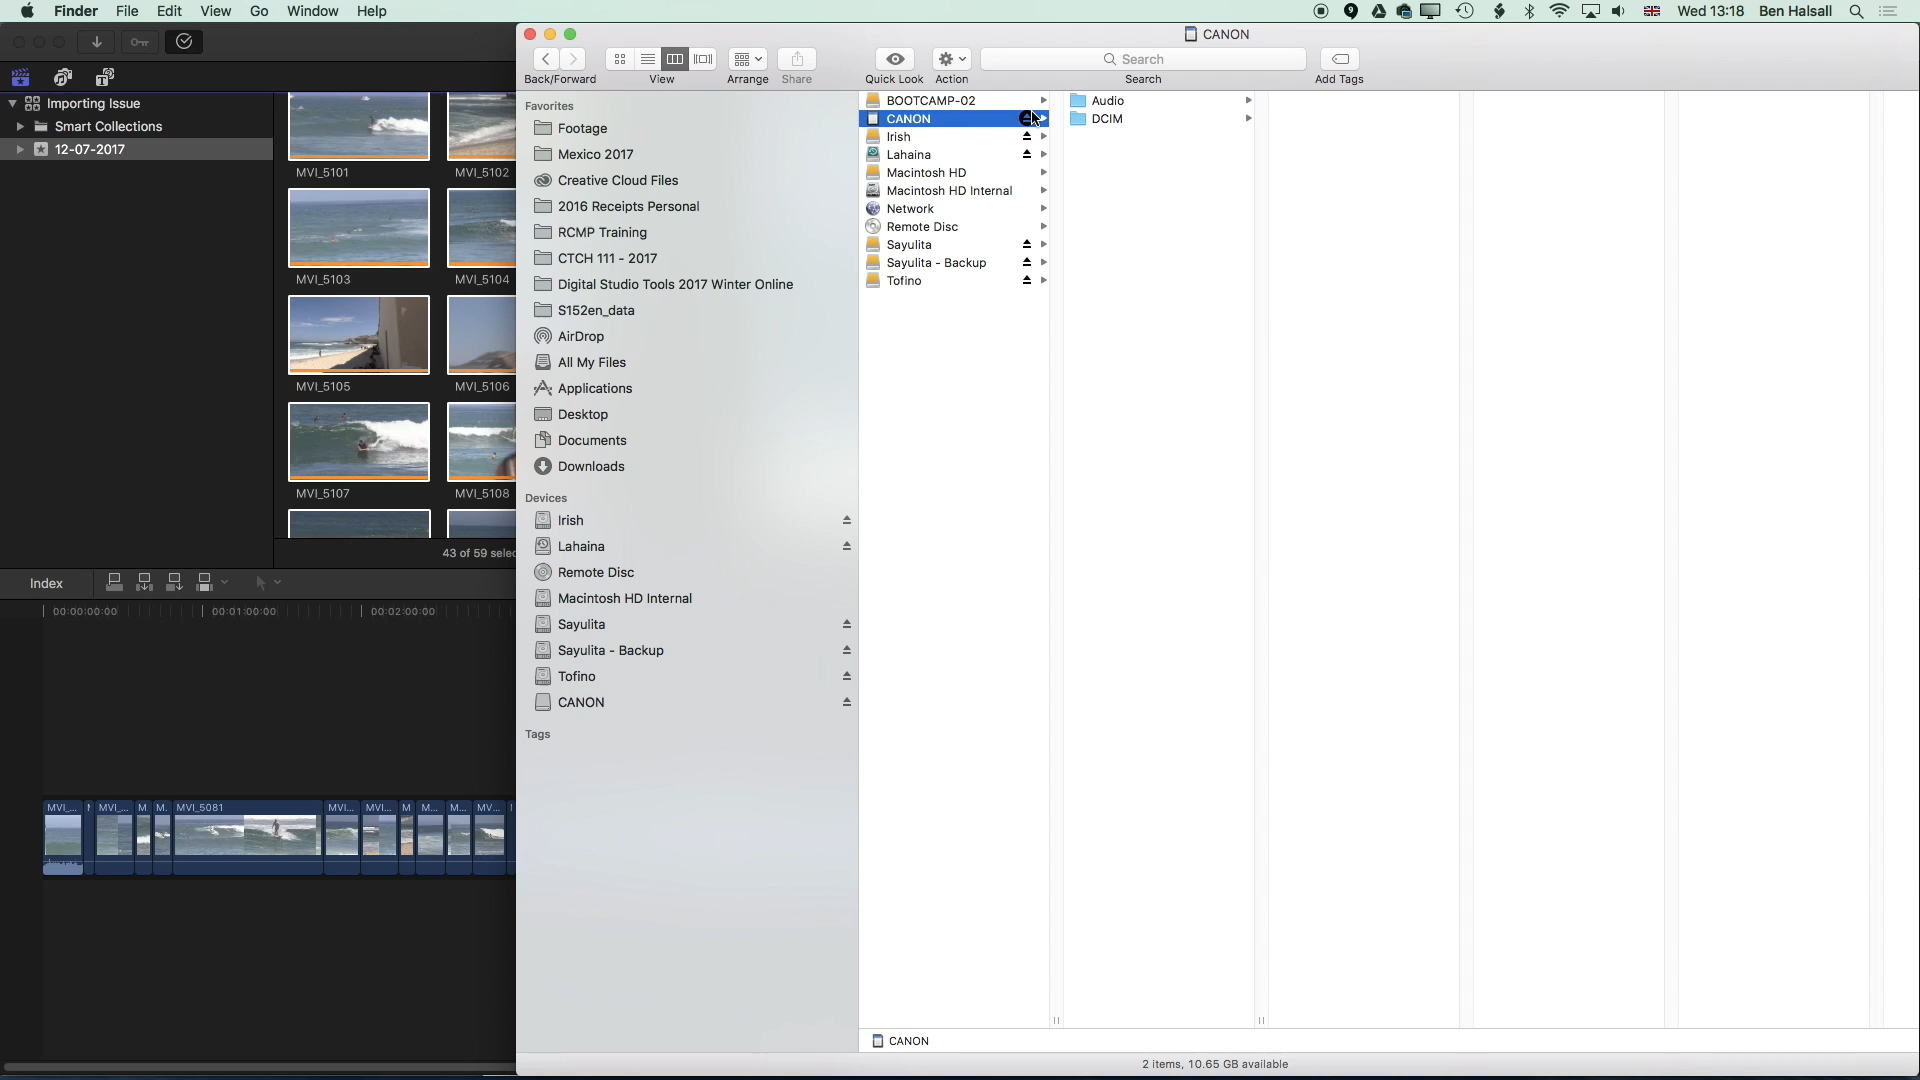 Finder File Edit View Go Window Help
9
Wed 13:18 Ben Halsall
CANON
Back/Forward View Arrange Share Quick Look Action Search Search Add Tags
Importing Issue
Smart Collections
12-07-2017
MVI_5101 MVI_5102
MVI_5103 MVI_5104
MVI_5105 MVI_5106
MVI_5107 MVI_5108
43 of 59 selec
Index
00:00:00:00 00:01:00:00 00:02:00:00
MVI_... MVI_... M. M. MVI_5081 MVI... MVI... M M... M... MV...
Favorites
Footage
Mexico 2017
Creative Cloud Files
2016 Receipts Personal
RCMP Training
CTCH 111 - 2017
Digital Studio Tools 2017 Winter Online
S152en_data
AirDrop
All My Files
Applications
Desktop
Documents
Downloads
Devices
Irish
Lahaina
Remote Disc
Macintosh HD Internal
Sayulita
Sayulita - Backup
Tofino
CANON
Tags
BOOTCAMP-02
CANON
Irish
Lahaina
Macintosh HD
Macintosh HD Internal
Network
Remote Disc
Sayulita
Sayulita - Backup
Tofino
Audio
DCIM
CANON
2 items, 10.65 GB available